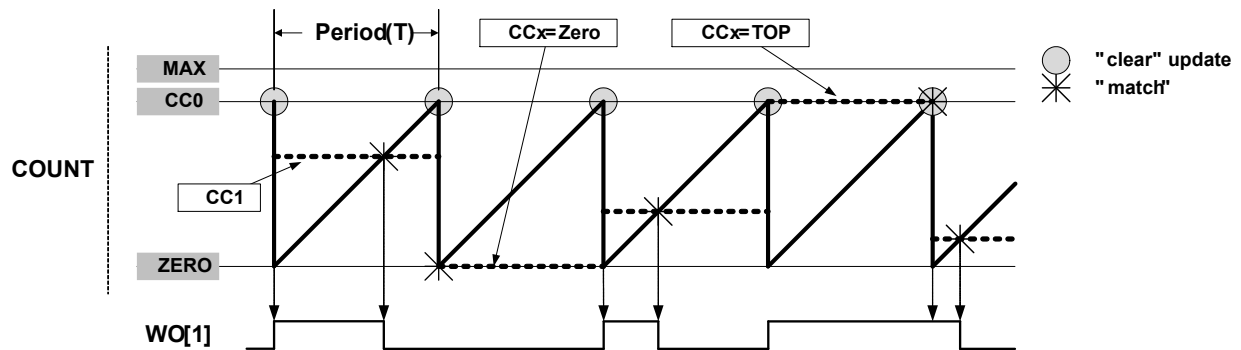 Period(T)
CCx=Zero
CCx=TOP
"clear" update
"match"
MAX
CC0
COUNT
CC1
ZERO
WO[1]